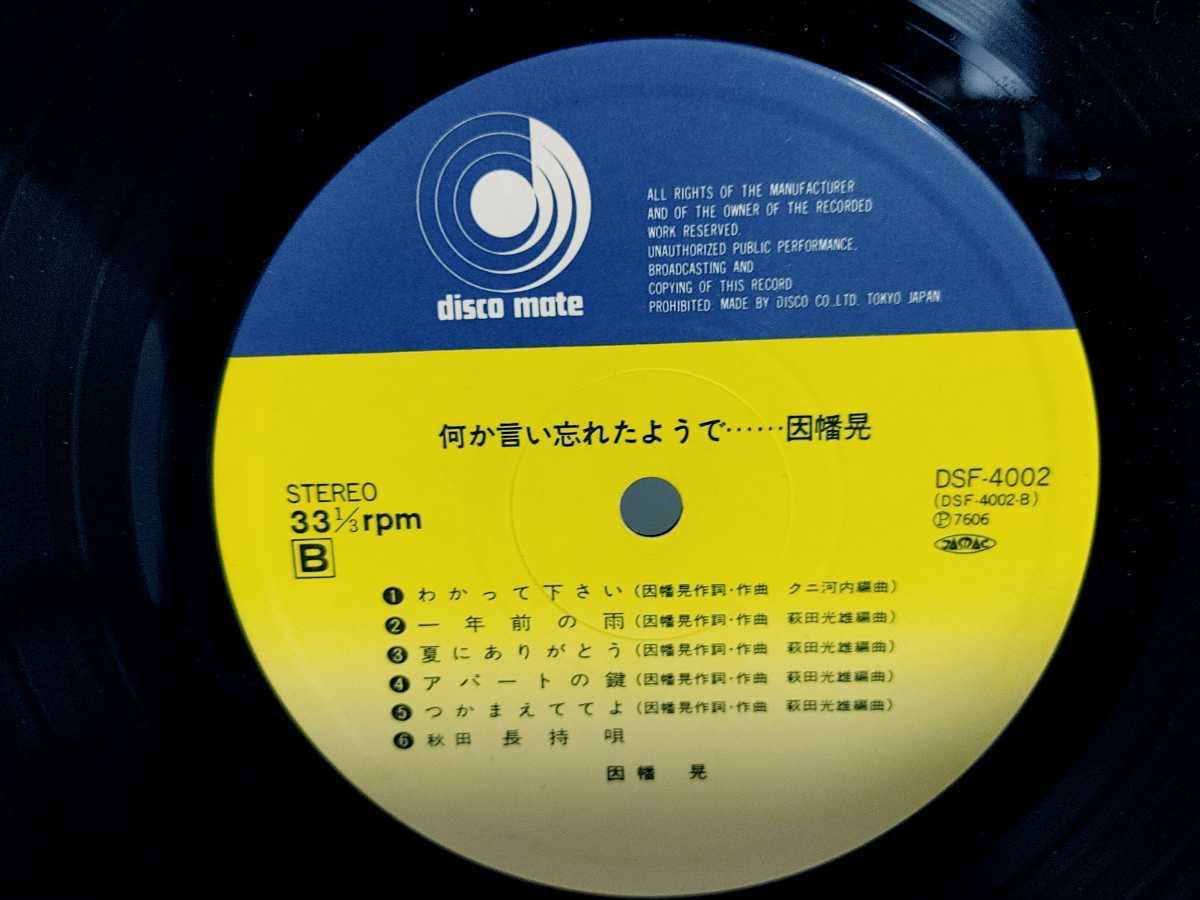 disco mate
ALL RIGHTS OF THE MANUFACTURER
AND OF THE OWNER OF THE RECORDED
WORK RESERVED.
UNAUTHORIZED PUBLIC PERFORMANCE,
BROADCASTING AND
COPYING OF THIS RECORD
PROHIBITED. MADE BY DISCO CO.,LTD. TOKYO JAPAN
何か言い忘れたようで……因幡晃
STEREO
33 1/3 rpm
B
DSF-4002
(DSF-4002-B)
Ⓟ7606
JASRAC
❶ わかって下さい(因幡晃作詞・作曲 クニ河内編曲)
❷ 一年前の雨(因幡晃作詞・作曲 萩田光雄編曲)
❸ 夏にありがとう(因幡晃作詞・作曲 萩田光雄編曲)
❹ アパートの鍵(因幡晃作詞・作曲 萩田光雄編曲)
❺ つかまえててよ(因幡晃作詞・作曲 萩田光雄編曲)
❻ 秋田 長持唄
因幡 晃